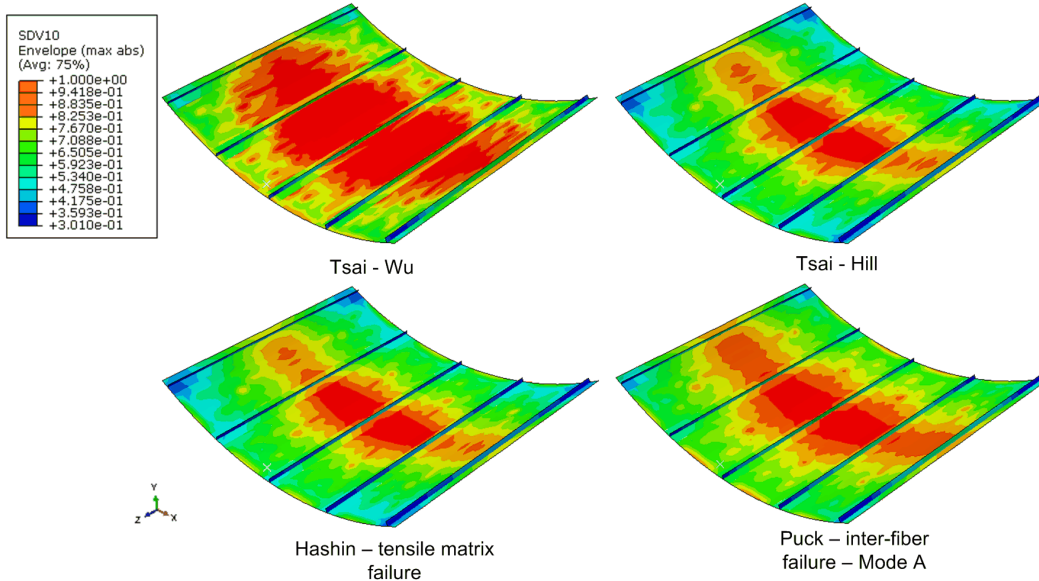 SDV10
Envelope (max abs)
(Avg: 75%)
+1.000e+00
+9.418e-01
+8.835e-01
+8.253e-01
+7.670e-01
+7.088e-01
+6.505e-01
+5.923e-01
+5.340e-01
+4.758e-01
+4.175e-01
+3.593e-01
+3.010e-01
Tsai - Wu
Tsai - Hill
Y
Z
X
Hashin – tensile matrix
failure
Puck – inter-fiber
failure – Mode A